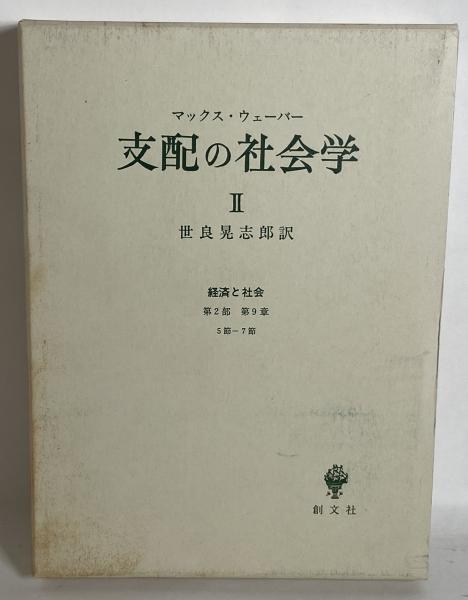 マックス・ウェーバー
支配の社会学
Ⅱ
世良晃志郎訳
経済と社会
第2部 第9章
5節－7節
創文社